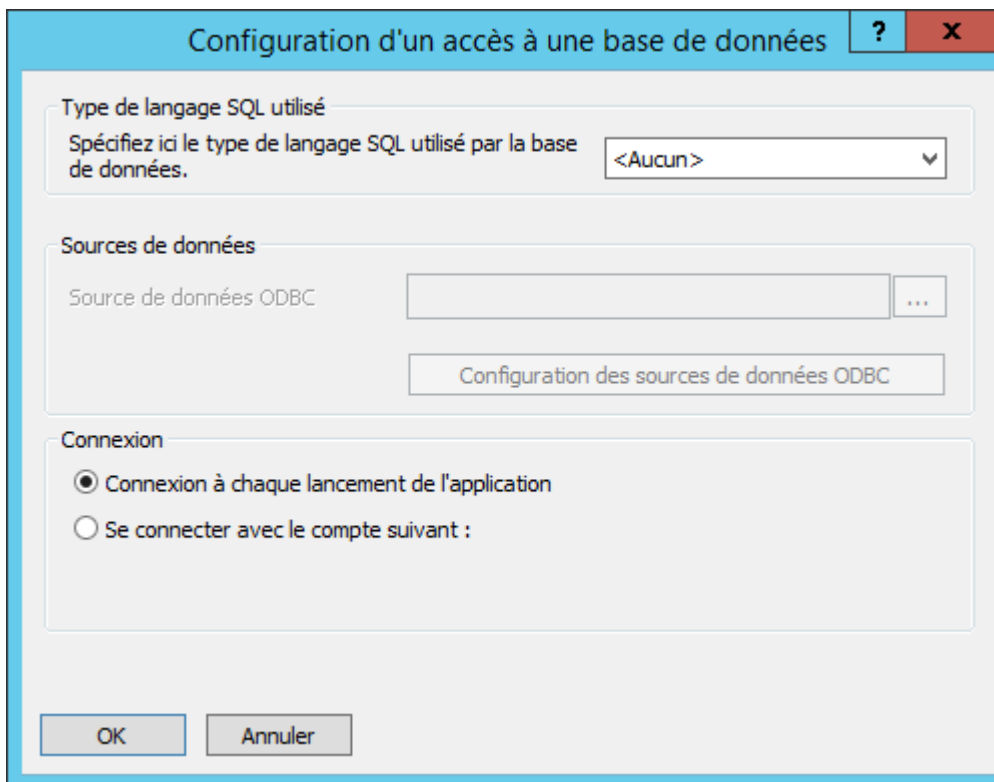 Configuration d'un accès à une base de données
?
x
Type de langage SQL utilisé
Spécifiez ici le type de langage SQL utilisé par la base
de données.
<Aucun>
Sources de données
Source de données ODBC
...
Configuration des sources de données ODBC
Connexion
Connexion à chaque lancement de l'application
Se connecter avec le compte suivant :
OK
Annuler